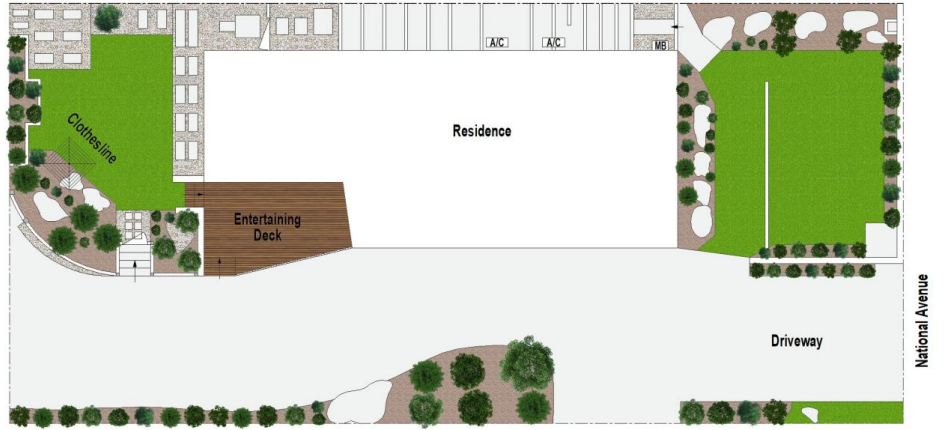 A/C
A/C
MB
Residence
Clothesline
Entertaining
Deck
Driveway
National Avenue